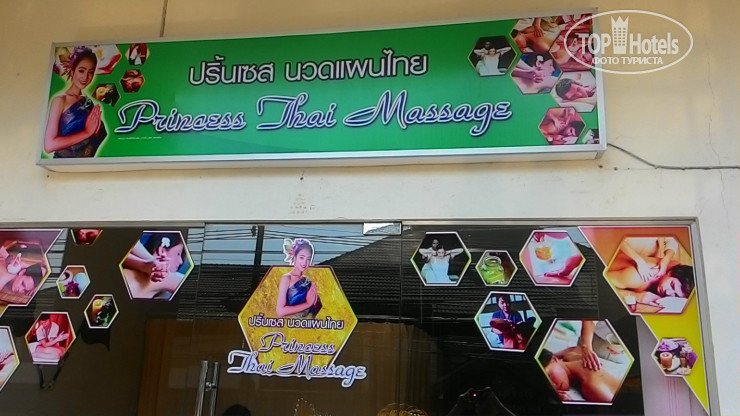 ปริ้นเซส นวดแผนไทย
Princess Thai Massage
TOP Hotels
ФОТО ТУРИСТА
ปริ้นเซส นวดแผนไทย
Princess
Thai Massage